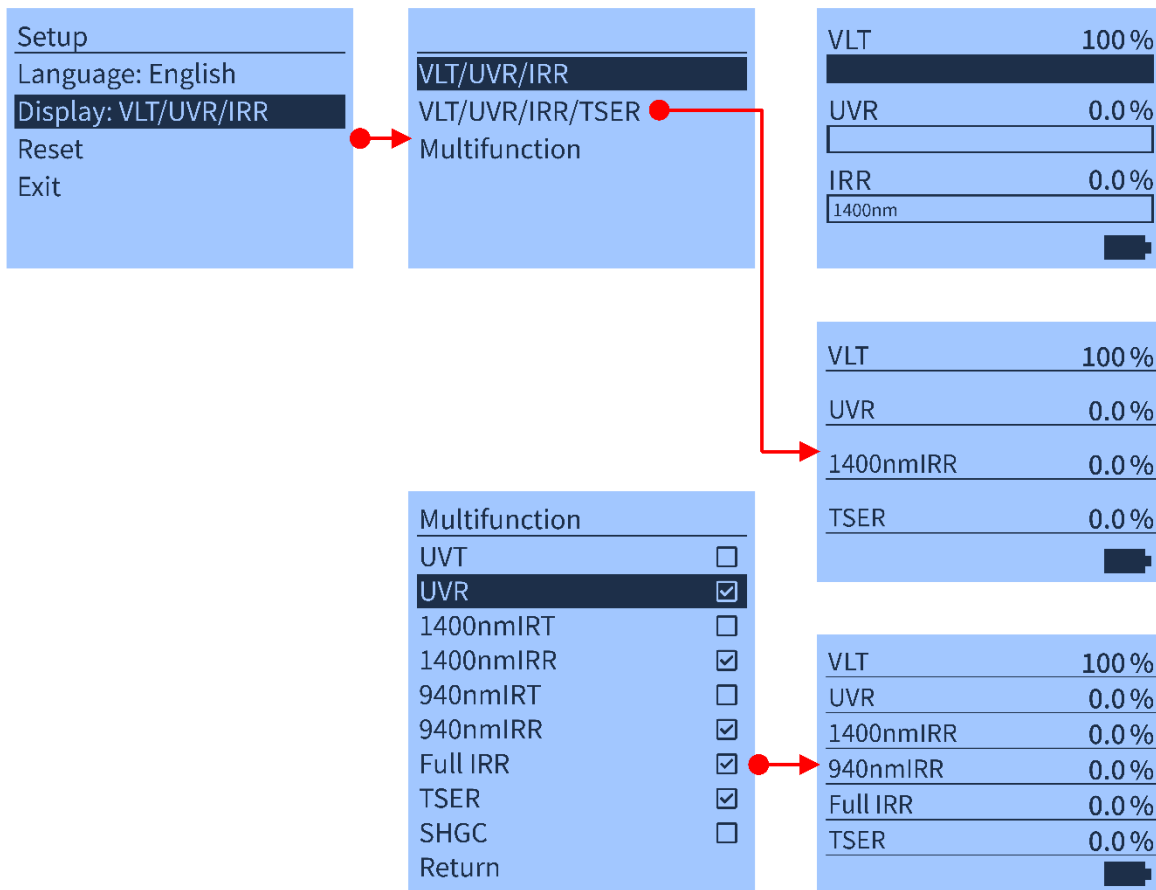 Setup
Language: English
Display: VLT/UVR/IRR
Reset
Exit
VLT/UVR/IRR
VLT/UVR/IRR/TSER
Multifunction
VLT 100 %
UVR 0.0 %
IRR 0.0 %
1400nm
VLT 100 %
UVR 0.0 %
1400nmIRR 0.0 %
TSER 0.0 %
Multifunction
UVT
UVR
1400nmIRT
1400nmIRR
940nmIRT
940nmIRR
Full IRR
TSER
SHGC
Return
VLT 100 %
UVR 0.0 %
1400nmIRR 0.0 %
940nmIRR 0.0 %
Full IRR 0.0 %
TSER 0.0 %